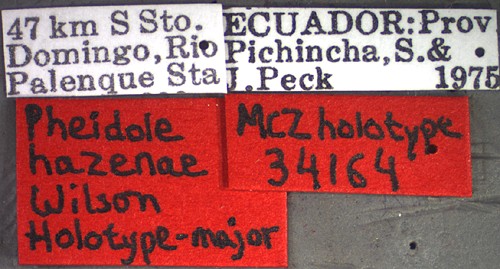 47 km S Sto.
Domingo, Rio
Palenque Sta
ECUADOR: Prov
Pichincha, S.&
J. Peck 1975
Pheidole
hazenae
Wilson
Holotype-major
MCZ holotype
34164